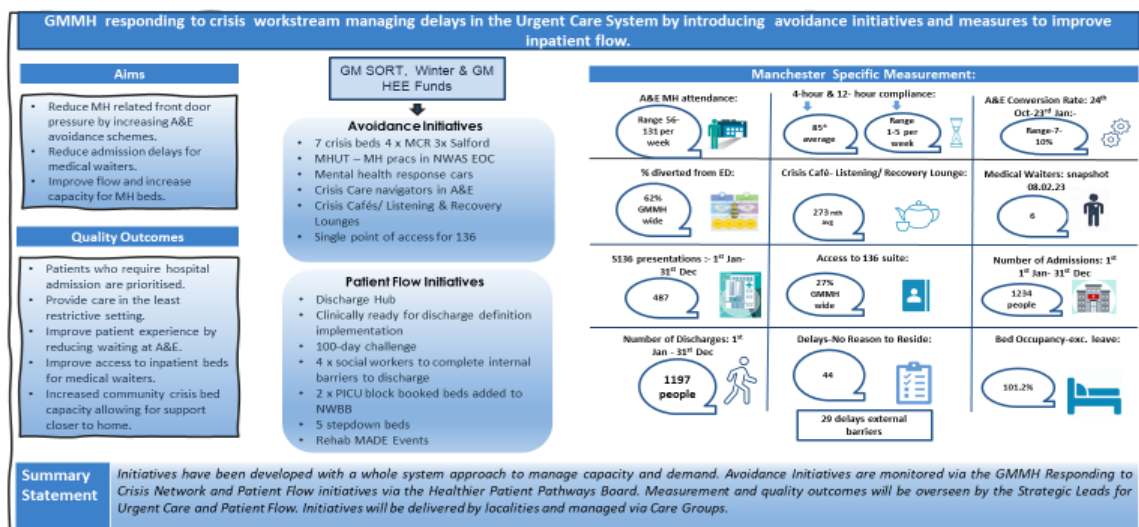 GMMH responding to crisis workstream managing delays in the Urgent Care System by introducing avoidance initiatives and measures to improve
inpatient flow.
Aims
• Reduce MH related front door
pressure by increasing A&E
avoidance schemes.
• Reduce admission delays for
medical waiters.
• Improve flow and increase
capacity for MH beds.
Quality Outcomes
• Patients who require hospital
admission are prioritised.
• Provide care in the least
restrictive setting.
• Improve patient experience by
reducing waiting at A&E.
• Improve access to inpatient beds
for medical waiters.
• Increased community crisis bed
capacity allowing for support
closer to home.
GM SORT, Winter & GM
HEE Funds
Avoidance Initiatives
• 7 crisis beds 4 x MCR 3x Salford
• MHUT – MH pracs in NWAS EOC
• Mental health response cars
• Crisis Care navigators in A&E
• Crisis Cafés/ Listening & Recovery
Lounges
• Single point of access for 136
Patient Flow Initiatives
• Discharge Hub
• Clinically ready for discharge definition
implementation
• 100-day challenge
• 4 x social workers to complete internal
barriers to discharge
• 2 x PICU block booked beds added to
NWBB
• 5 stepdown beds
• Rehab MADE Events
Manchester Specific Measurement:
A&E MH attendance:
Range 56-
131 per
week
4-hour & 12- hour compliance:
85* average
Range
1-5 per
week
A&E Conversion Rate: 24th
Oct-23rd Jan:-
Range-7-
10%
% diverted from ED:
62%
GMMH
wide
Crisis Café- Listening/ Recovery Lounge:
273 mth
avg
Medical Waiters: snapshot
08.02.23
6
S136 presentations :- 1st Jan-
31st Dec
487
Access to 136 suite:
27%
GMMH
wide
Number of Admissions: 1st
1st Jan- 31st Dec
1234
people
Number of Discharges: 1st
Jan - 31st Dec
1197
people
Delays-No Reason to Reside:
44
29 delays external
barriers
Bed Occupancy-exc. leave:
101.2%
Summary
Statement
Initiatives have been developed with a whole system approach to manage capacity and demand. Avoidance Initiatives are monitored via the GMMH Responding to
Crisis Network and Patient Flow initiatives via the Healthier Patient Pathways Board. Measurement and quality outcomes will be overseen by the Strategic Leads for
Urgent Care and Patient Flow. Initiatives will be delivered by localities and managed via Care Groups.